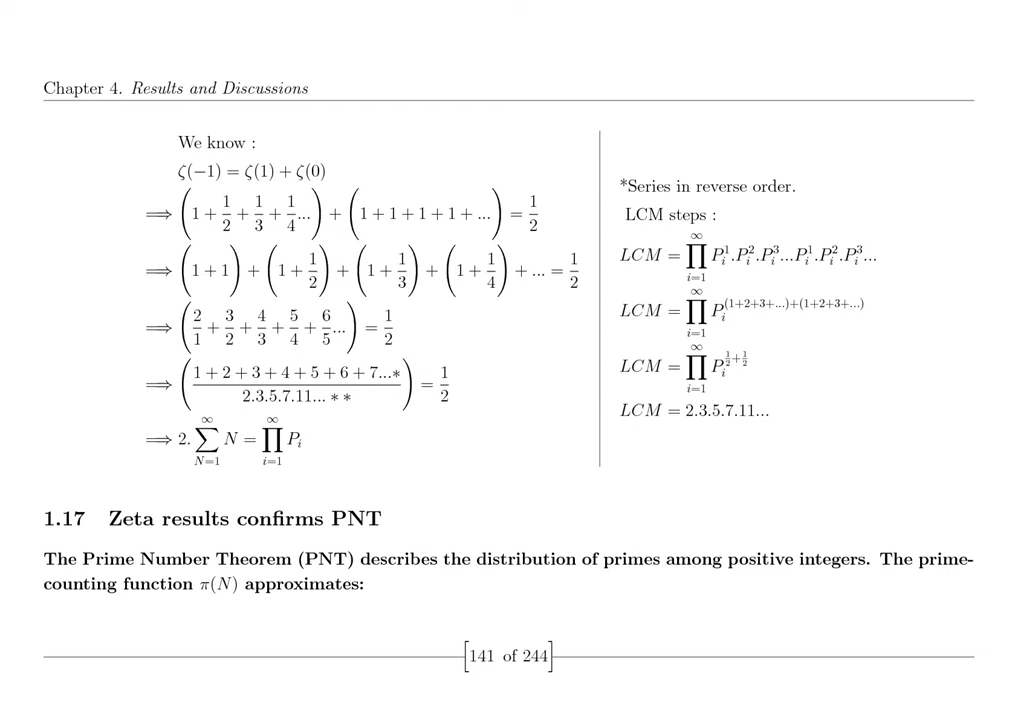 Chapter 4. Results and Discussions
We know :
ζ(−1) = ζ(1) + ζ(0)
⟹ (1 + 1/2 + 1/3 + 1/4...) + (1 + 1 + 1 + 1 + ...) = 1/2
⟹ (1 + 1) + (1 + 1/2) + (1 + 1/3) + (1 + 1/4) + ... = 1/2
⟹ (2/1 + 3/2 + 4/3 + 5/4 + 6/5...) = 1/2
⟹ ((1 + 2 + 3 + 4 + 5 + 6 + 7...∗)/(2.3.5.7.11... ∗ ∗)) = 1/2
⟹ 2. ∑_{N=1}^{∞} N = ∏_{i=1}^{∞} P_i
*Series in reverse order.
LCM steps :
LCM = ∏_{i=1}^{∞} P_i^1.P_i^2.P_i^3...P_i^1.P_i^2.P_i^3...
LCM = ∏_{i=1}^{∞} P_i^{(1+2+3+...)+(1+2+3+...)}
LCM = ∏_{i=1}^{∞} P_i^{1/2+1/2}
LCM = 2.3.5.7.11...
1.17 Zeta results confirms PNT
The Prime Number Theorem (PNT) describes the distribution of primes among positive integers. The prime-
counting function π(N) approximates:
[141 of 244]